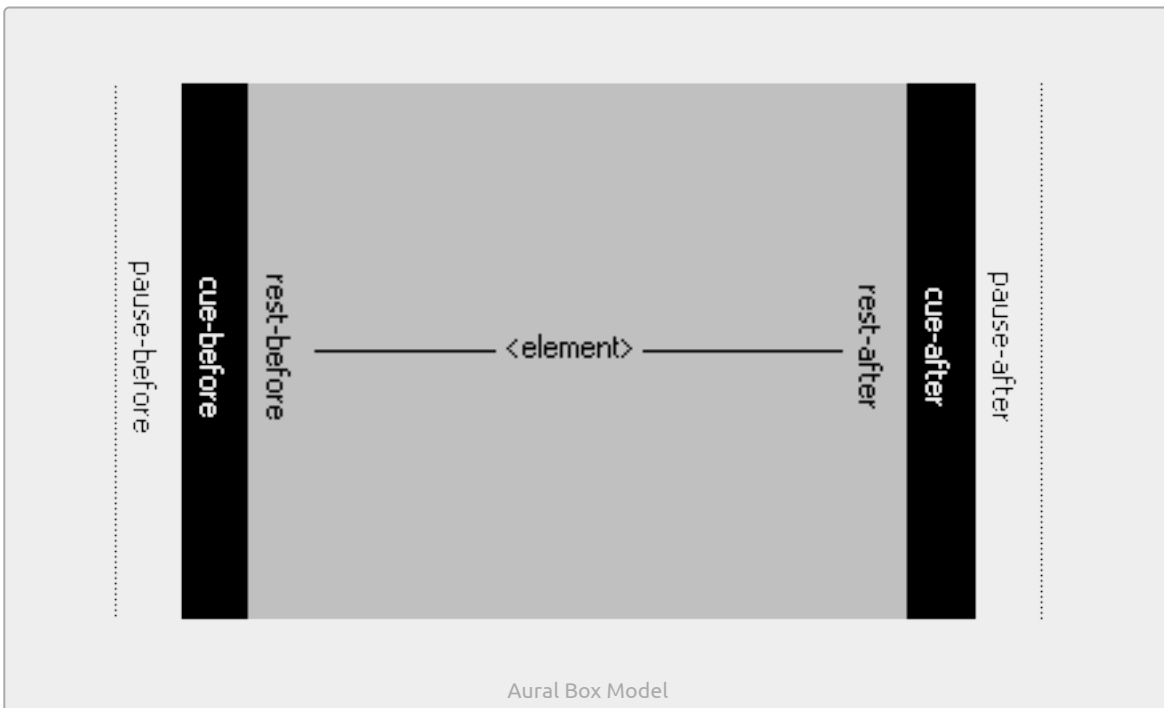 pause-before
cue-before
rest-before
<element>
rest-after
cue-after
pause-after
Aural Box Model